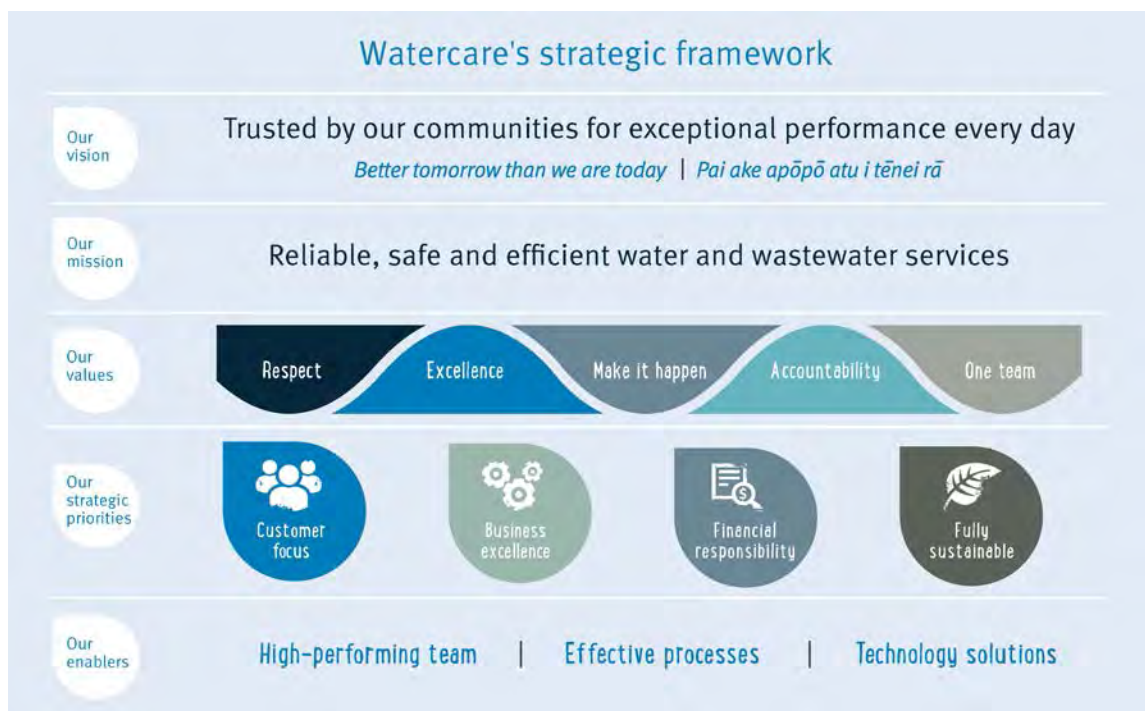 Watercare's strategic framework
Our
vision
Trusted by our communities for exceptional performance every day
Better tomorrow than we are today | Pai ake apōpō atu i tēnei rā
Our
mission
Reliable, safe and efficient water and wastewater services
Our
values
Respect
Excellence
Make it happen
Accountability
One team
Our
strategic
priorities
Customer
focus
Business
excellence
Financial
responsibility
Fully
sustainable
Our
enablers
High-performing team | Effective processes | Technology solutions